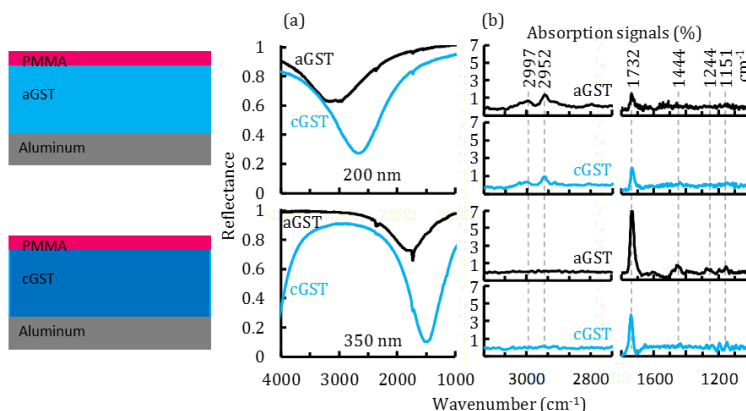 PMMA
aGST
Aluminum
PMMA
cGST
Aluminum
(a)
Reflectance
1
0.8
0.6
0.4
0.2
0
aGST
cGST
200 nm
1
0.8
0.6
0.4
0.2
0
aGST
cGST
350 nm
4000 3000 2000 1000
(b)
Absorption signals (%)
2997
2952
1732
1444
1244
1151
cm-1
7
5
3
1
aGST
7
5
3
1
cGST
7
5
3
1
aGST
7
5
3
1
cGST
3000 2800 1600 1200
Wavenumber (cm-1)